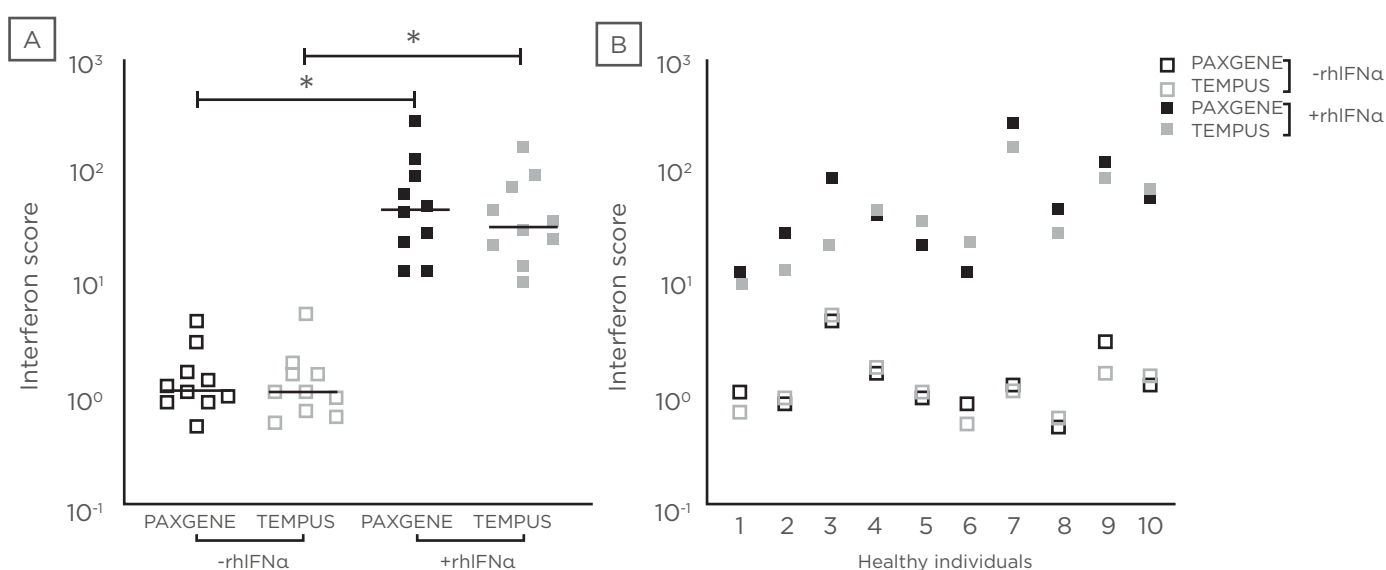 A
10³
10²
10¹
10⁰
10⁻¹
Interferon score
*
*
PAXGENE TEMPUS PAXGENE TEMPUS
-rhIFNα +rhIFNα
B
10³
10²
10¹
10⁰
10⁻¹
Interferon score
PAXGENE
TEMPUS
-rhIFNα
PAXGENE
TEMPUS
+rhIFNα
1 2 3 4 5 6 7 8 9 10
Healthy individuals